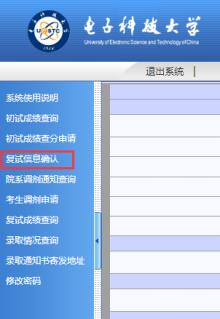 电子科技大学
University of Electronic Science and Technology of China
退出系统 |
系统使用说明
初试成绩查询
初试成绩查分申请
复试信息确认
院系调剂通知查询
考生调剂申请
复试成绩查询
录取情况查询
录取通知书寄发地址
修改密码